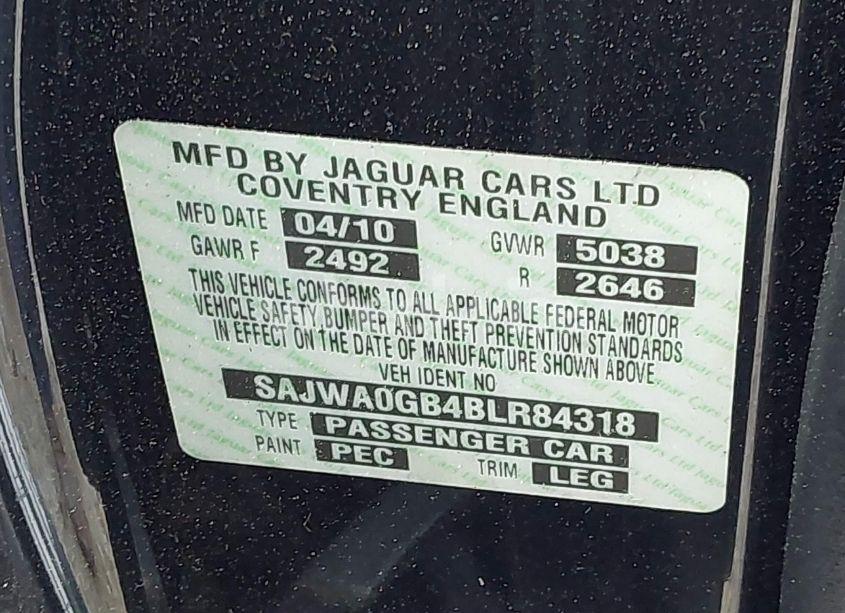 MFD BY JAGUAR CARS LTD
COVENTRY ENGLAND
MFD DATE 04/10 GVWR 5038
GAWR F 2492 R 2646
THIS VEHICLE CONFORMS TO ALL APPLICABLE FEDERAL MOTOR
VEHICLE SAFETY BUMPER AND THEFT PREVENTION STANDARDS
IN EFFECT ON THE DATE OF MANUFACTURE SHOWN ABOVE
VEH IDENT NO
SAJWA0GB4BLR84318
TYPE PASSENGER CAR
PAINT PEC TRIM LEG